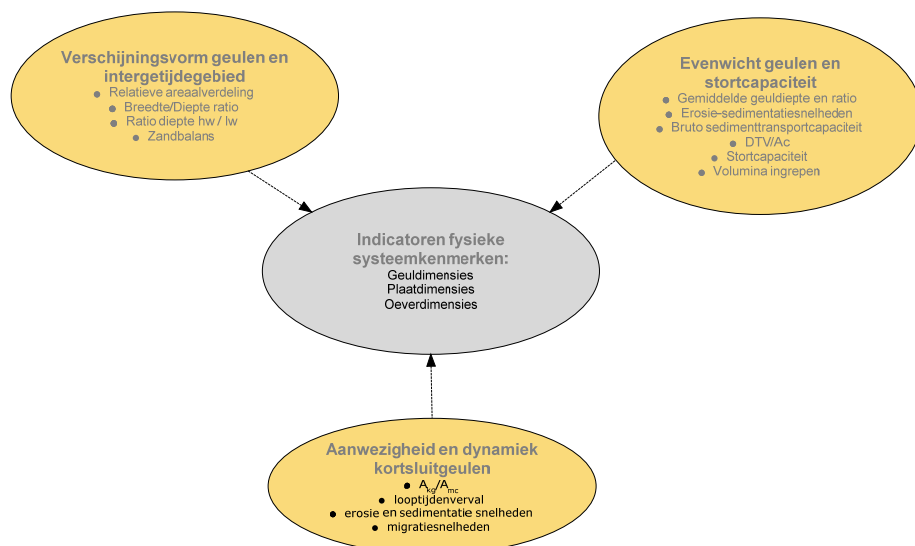 Verschijningsvorm geulen en
intergetijdegebied
● Relatieve areaalverdeling
● Breedte/Diepte ratio
● Ratio diepte hw / lw
● Zandbalans
Evenwicht geulen en
stortcapaciteit
● Gemiddelde geuldiepte en ratio
● Erosie-sedimentatiesnelheden
● Bruto sedimenttransportcapaciteit
● DTV/Ac
● Stortcapaciteit
● Volumina ingrepen
Indicatoren fysieke
systeemkenmerken:
Geuldimensies
Plaatdimensies
Oeverdimensies
Aanwezigheid en dynamiek
kortsluitgeulen
● Akg/Amc
● looptijdenverval
● erosie en sedimentatie snelheden
● migratiesnelheden